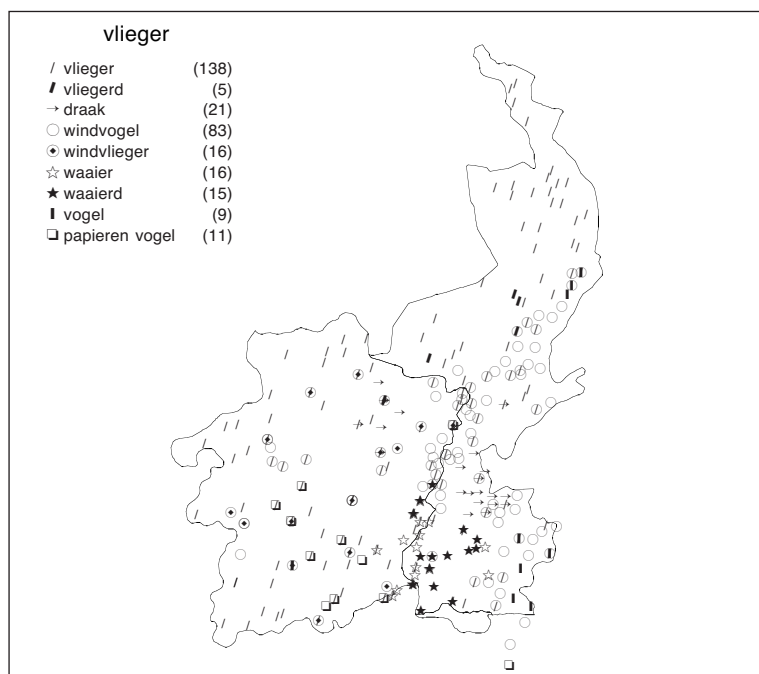 vlieger
vlieger (138)
vliegerd (5)
draak (21)
windvogel (83)
windvlieger (16)
waaier (16)
waaierd (15)
vogel (9)
papieren vogel (11)